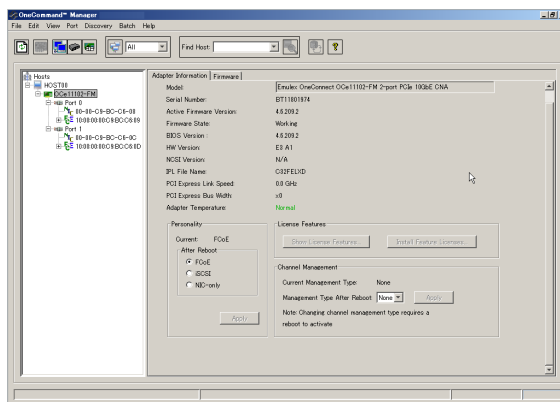 OneCommand™ Manager
File Edit View Port Discovery Batch Help
All
Find Host:
Hosts
HOST00
OCe11102-FM
Port 0
00-00-C9-BC-C6-08
10:00:00:00:C9:BC:C6:09
Port 1
00-00-C9-BC-C6-0C
10:00:00:00:C9:BC:C6:0D
Adapter Information Firmware
Model: Emulex OneConnect OCe11102-FM 2-port PCIe 10GbE CNA
Serial Number: BT11801974
Active Firmware Version: 4.6.209.2
Firmware State: Working
BIOS Version : 4.6.209.2
HW Version: E3 A1
NCSI Version: N/A
IPL File Name: C32FELXD
PCI Express Link Speed: 0.0 GHz
PCI Express Bus Width: x0
Adapter Temperature: Normal
Personality
Current: FCoE
After Reboot
FCoE
iSCSI
NIC-only
Apply
License Features
Show License Features...
Install Feature Licenses...
Channel Management
Current Management Type: None
Management Type After Reboot None Apply
Note: Changing channel management type requires a
reboot to activate